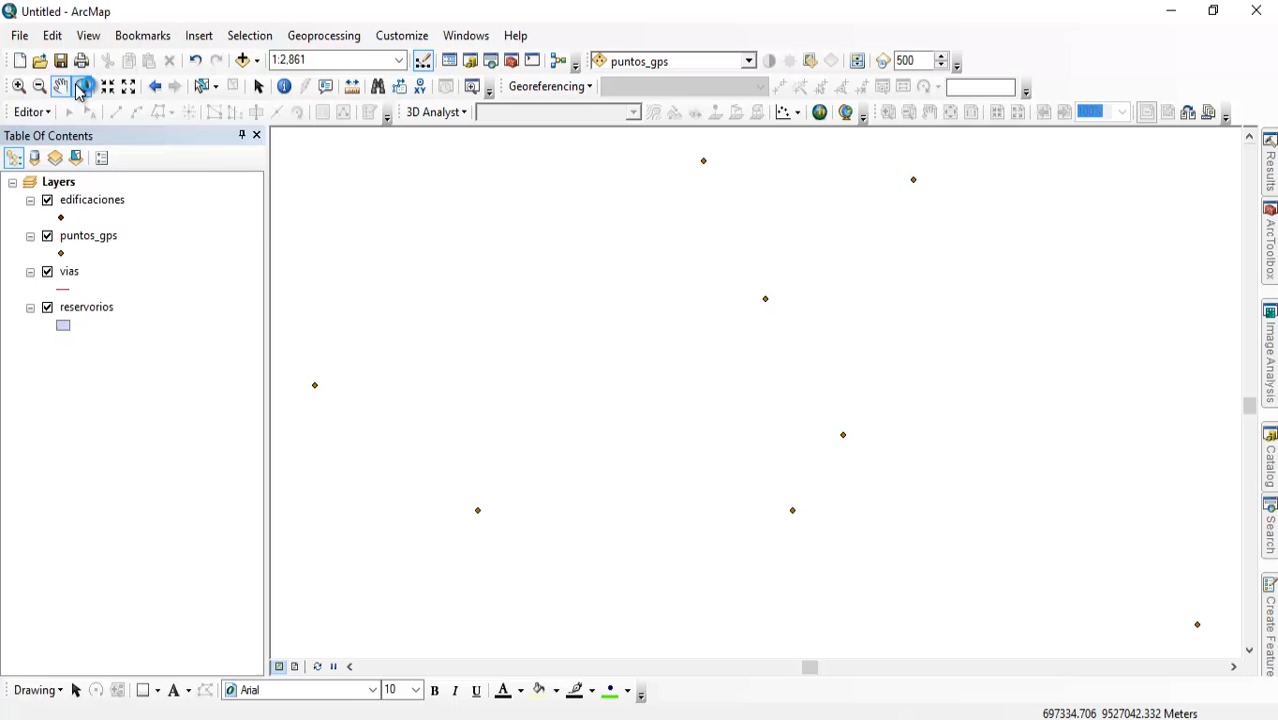 Untitled - ArcMap
File Edit View Bookmarks Insert Selection Geoprocessing Customize Windows Help
1:2,861 puntos_gps 500
Georeferencing
Editor 3D Analyst 100%
Table Of Contents
Layers
edificaciones
puntos_gps
vias
reservorios
Results
ArcToolbox
Image Analysis
Catalog
Search
Create Feature
Drawing A Arial 10 B I U A
697334.706 9527042.332 Meters